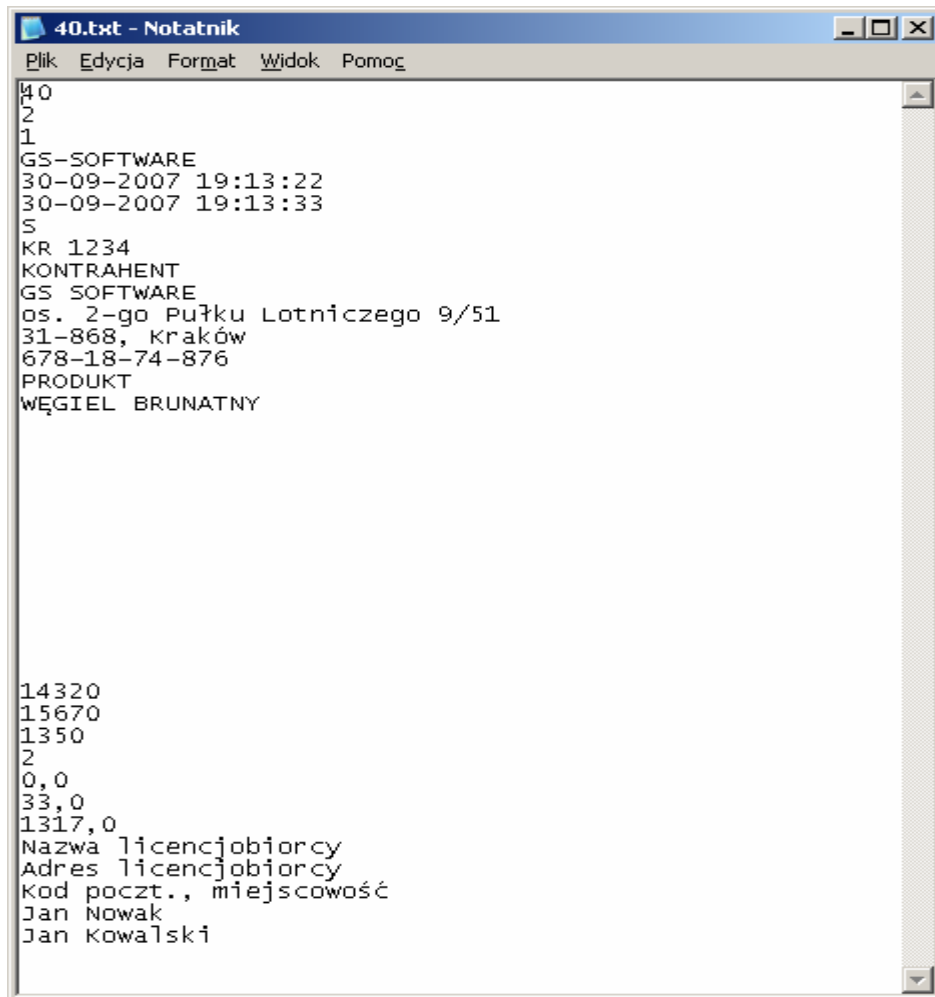 40.txt - Notatnik
Plik Edycja Format Widok Pomoc
40
2
1
GS-SOFTWARE
30-09-2007 19:13:22
30-09-2007 19:13:33
S
KR 1234
KONTRAHENT
GS SOFTWARE
os. 2-go Pułku Lotniczego 9/51
31-868, Kraków
678-18-74-876
PRODUKT
WĘGIEL BRUNATNY
14320
15670
1350
2
0,0
33,0
1317,0
Nazwa licencjobiorcy
Adres licencjobiorcy
Kod poczt., miejscowość
Jan Nowak
Jan Kowalski